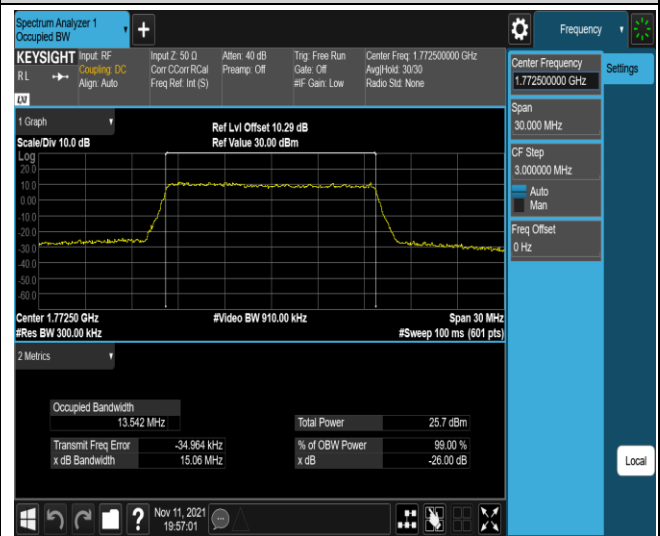 Spectrum Analyzer 1
Occupied BW
+
Frequency
KEYSIGHT
RL
Input: RF
Coupling: DC
Align: Auto
Input Z: 50 Ω
Corr CCorr RCal
Freq Ref: Int (S)
Atten: 40 dB
Preamp: Off
Trig: Free Run
Gate: Off
#IF Gain: Low
Center Freq: 1.772500000 GHz
Avg|Hold: 30/30
Radio Std: None
Center Frequency
1.772500000 GHz
Settings
Span
30.000 MHz
CF Step
3.000000 MHz
Auto
Man
Freq Offset
0 Hz
Local
1 Graph
Scale/Div 10.0 dB
Ref Lvl Offset 10.29 dB
Ref Value 30.00 dBm
Log
20.0
10.0
0.00
-10.0
-20.0
-30.0
-40.0
-50.0
-60.0
Center 1.77250 GHz
#Res BW 300.00 kHz
#Video BW 910.00 kHz
Span 30 MHz
#Sweep 100 ms (601 pts)
2 Metrics
Occupied Bandwidth
13.542 MHz
Total Power 25.7 dBm
Transmit Freq Error -34.964 kHz
% of OBW Power 99.00 %
x dB Bandwidth 15.06 MHz
x dB -26.00 dB
?
Nov 11, 2021
19:57:01